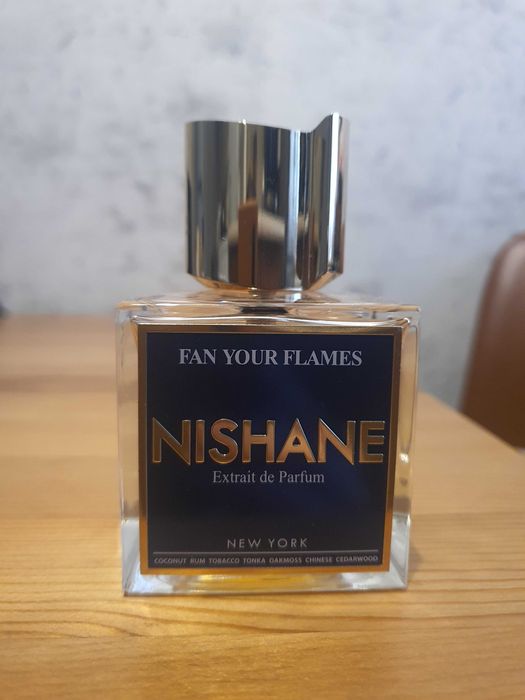 FAN YOUR FLAMES
NISHANE
Extrait de Parfum
NEW YORK
COCONUT RUM TOBACCO TONKA OAKMOSS CHINESE CEDARWOOD